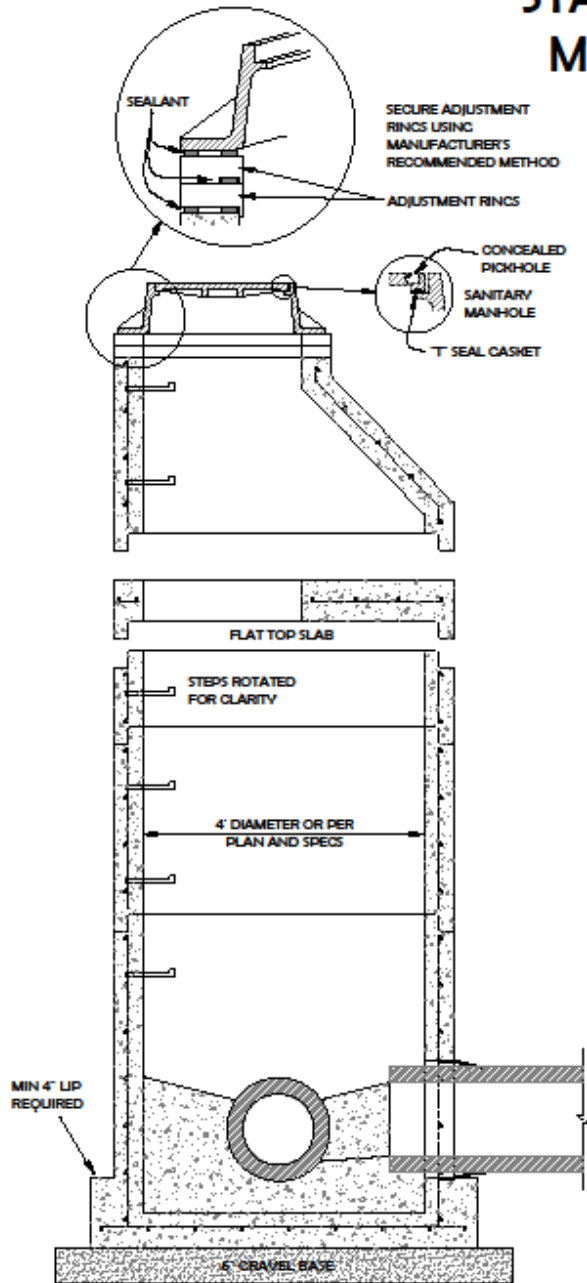 SEALANT
SECURE ADJUSTMENT
RINGS USING
MANUFACTURER'S
RECOMMENDED METHOD
ADJUSTMENT RINGS
CONCEALED
PICKHOLE
SANITARY
MANHOLE
"T" SEAL GASKET
FLAT TOP SLAB
STEPS ROTATED
FOR CLARITY
4' DIAMETER OR PER
PLAN AND SPECS
MIN 4" LIP
REQUIRED
6" GRAVEL BASE